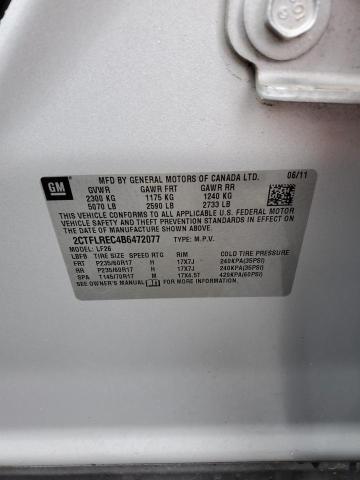 69
GM
MFD BY GENERAL MOTORS OF CANADA LTD. 06/11
GVWR GAWR FRT GAWR RR
2300 KG 1175 KG 1240 KG
5070 LB 2590 LB 2733 LB
THIS VEHICLE CONFORMS TO ALL APPLICABLE U.S. FEDERAL MOTOR
VEHICLE SAFETY AND THEFT PREVENTION STANDARDS IN EFFECT
ON THE DATE OF MANUFACTURE SHOWN ABOVE.
2CTFLREC4B6472077 TYPE: M.P.V.
MODEL: LF26
LBFB TIRE SIZE SPEED RTG RIM COLD TIRE PRESSURE
FRT P235/60R17 H 17X7J 240KPA(35PSI)
RR P235/60R17 H 17X7J 240KPA(35PSI)
SPA T145/70R17 M 17X4.5T 420KPA(60PSI)
SEE OWNER'S MANUAL FOR MORE INFORMATION.